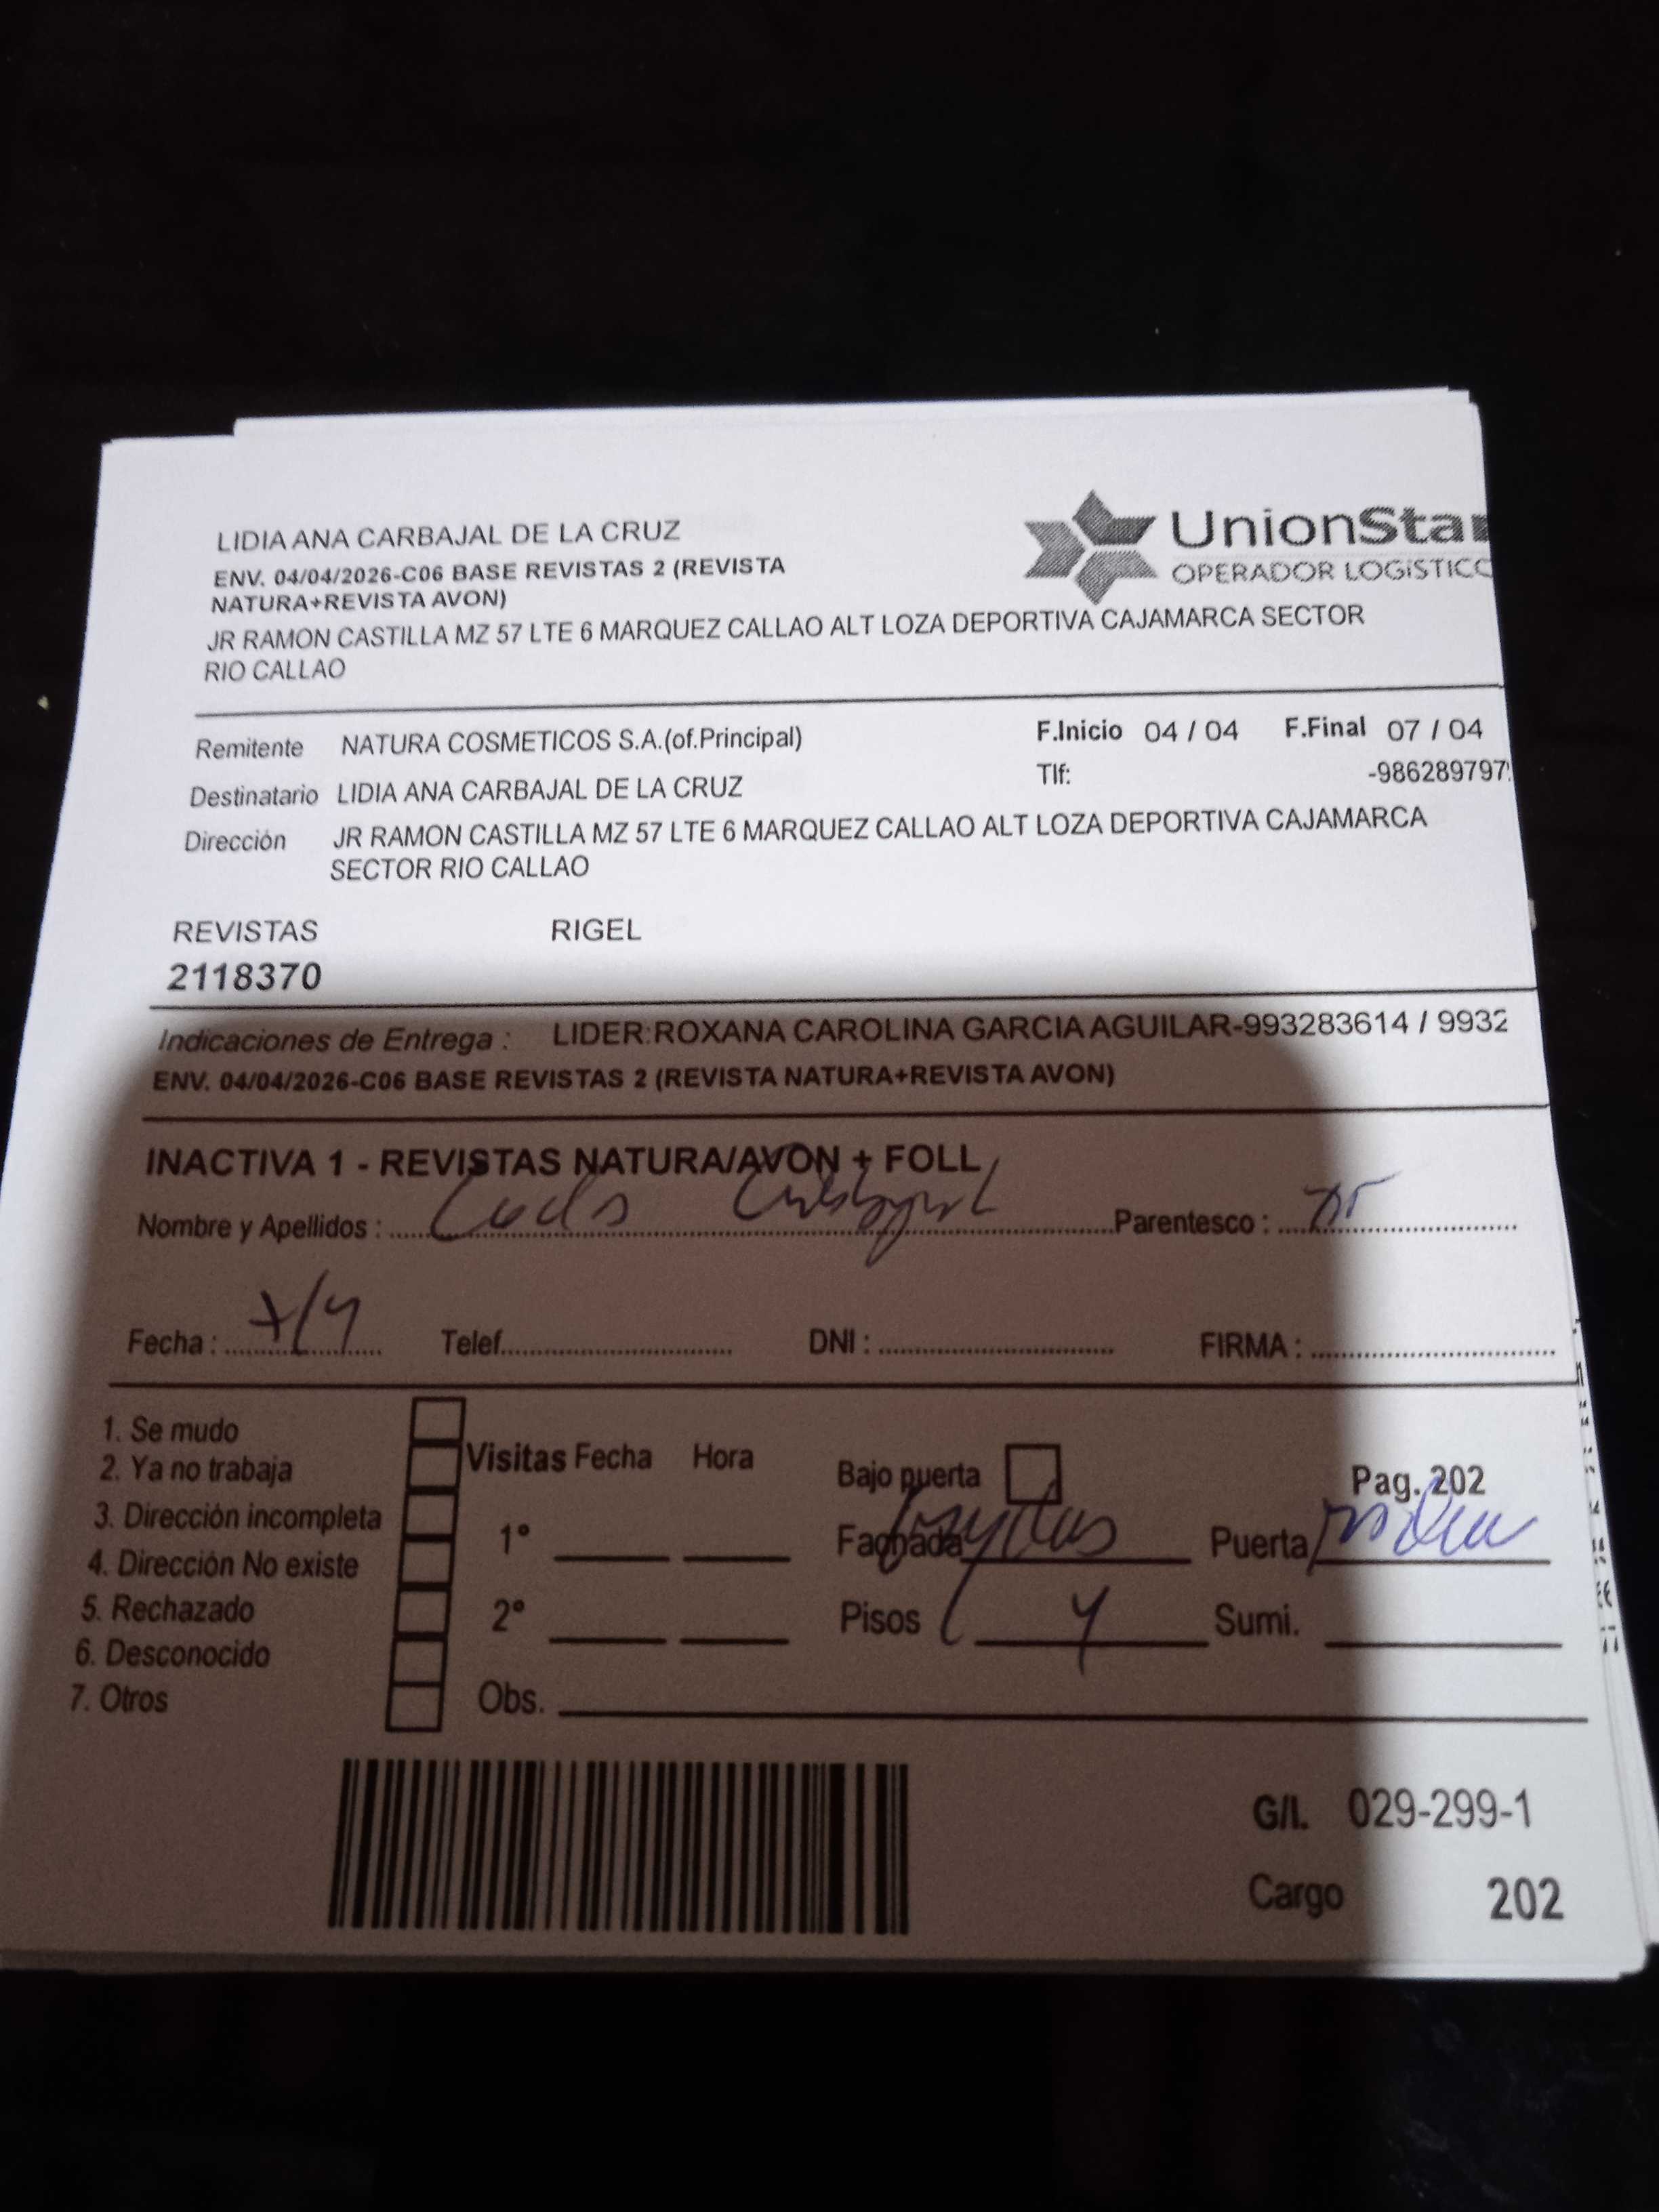 LIDIA ANA CARBAJAL DE LA CRUZ
ENV. 04/04/2026-C06 BASE REVISTAS 2 (REVISTA
NATURA+REVISTA AVON)
JR RAMON CASTILLA MZ 57 LTE 6 MARQUEZ CALLAO ALT LOZA DEPORTIVA CAJAMARCA SECTOR
RIO CALLAO
UnionStar
OPERADOR LOGíSTICO
Remitente NATURA COSMETICOS S.A.(of.Principal) F.Inicio 04 / 04 F.Final 07 / 04
Destinatario LIDIA ANA CARBAJAL DE LA CRUZ Tlf: -986289797
Dirección JR RAMON CASTILLA MZ 57 LTE 6 MARQUEZ CALLAO ALT LOZA DEPORTIVA CAJAMARCA
SECTOR RIO CALLAO
REVISTAS RIGEL
2118370
Indicaciones de Entrega : LIDER:ROXANA CAROLINA GARCIA AGUILAR-993283614 / 9932
ENV. 04/04/2026-C06 BASE REVISTAS 2 (REVISTA NATURA+REVISTA AVON)
INACTIVA 1 - REVISTAS NATURA/AVON + FOLL
Nombre y Apellidos : Parentesco :
Fecha : 7/4 Telef. DNI : FIRMA :
1. Se mudo
2. Ya no trabaja
3. Dirección incompleta
4. Dirección No existe
5. Rechazado
6. Desconocido
7. Otros
Visitas Fecha Hora
1°
2°
Obs.
Bajo puerta Pag. 202
Fachada Puerta
Pisos 4 Sumi.
G/I. 029-299-1
Cargo 202